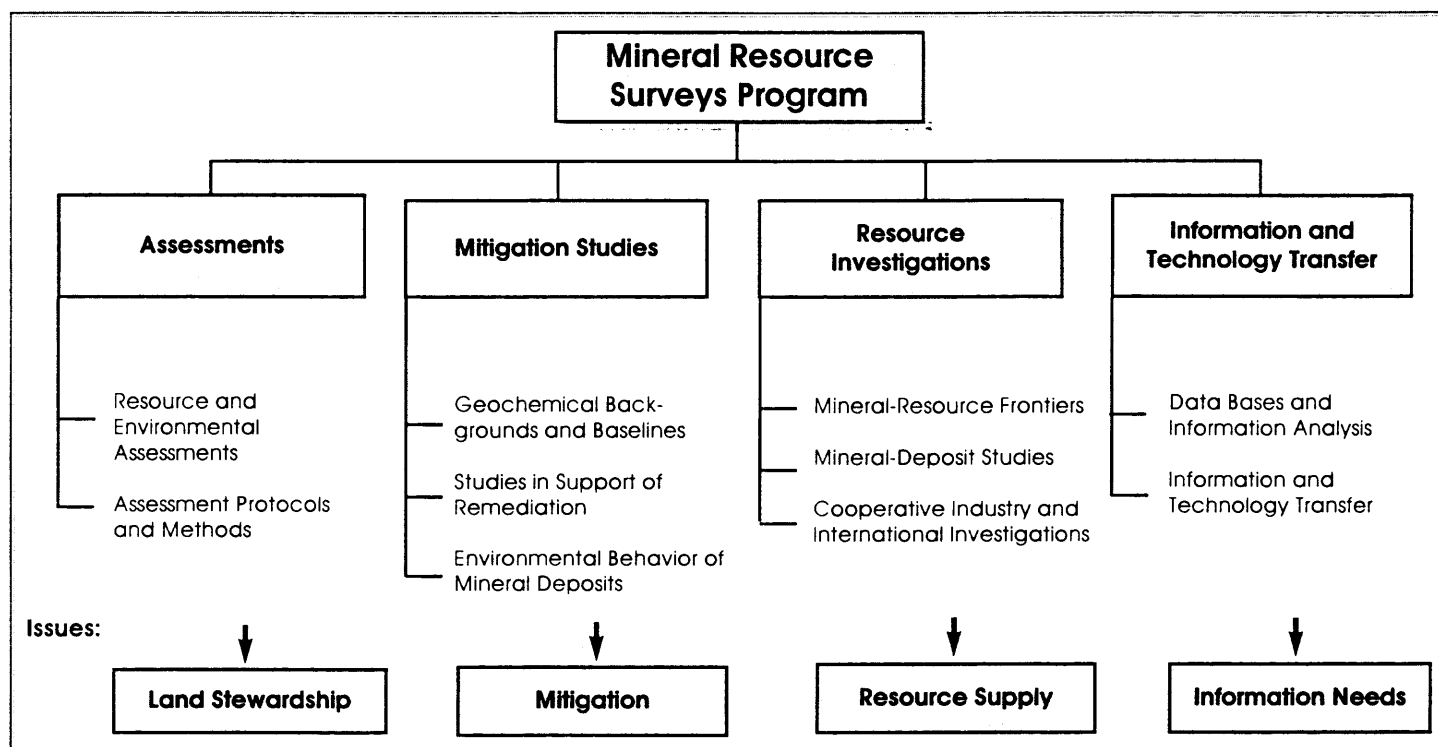 Mineral Resource
Surveys Program
Assessments
Resource and
Environmental
Assessments
Assessment Protocols
and Methods
Mitigation Studies
Geochemical Back-
grounds and Baselines
Studies in Support of
Remediation
Environmental Behavior of
Mineral Deposits
Resource
Investigations
Mineral-Resource Frontiers
Mineral-Deposit Studies
Cooperative Industry and
International Investigations
Information and
Technology Transfer
Data Bases and
Information Analysis
Information and
Technology Transfer
Issues:
Land Stewardship
Mitigation
Resource Supply
Information Needs